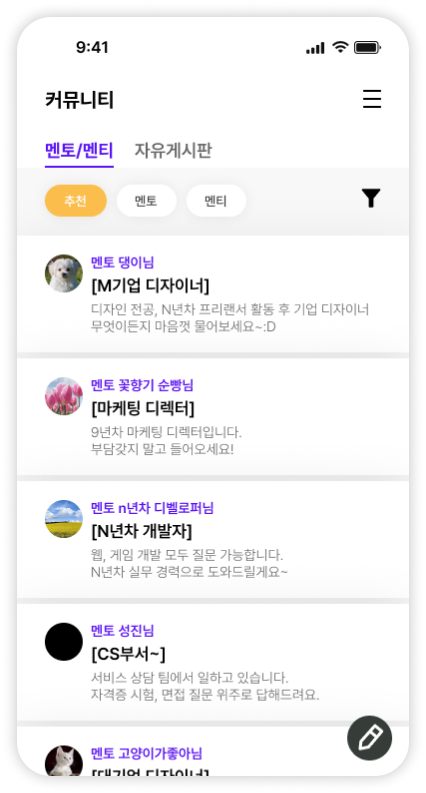 9:41
커뮤니티
멘토/멘티 자유게시판
추천 멘토 멘티
멘토 댕이님
[M기업 디자이너]
디자인 전공, N년차 프리랜서 활동 후 기업 디자이너
무엇이든지 마음껏 물어보세요~:D
멘토 꽃향기 순빵님
[마케팅 디렉터]
9년차 마케팅 디렉터입니다.
부담갖지 말고 들어오세요!
멘토 n년차 디벨로퍼님
[N년차 개발자]
웹, 게임 개발 모두 질문 가능합니다.
N년차 실무 경력으로 도와드릴게요~
멘토 성진님
[CS부서~]
서비스 상담 팀에서 일하고 있습니다.
자격증 시험, 면접 질문 위주로 답해드려요.
멘토 고양이가좋아님
[대기업 디자이너]